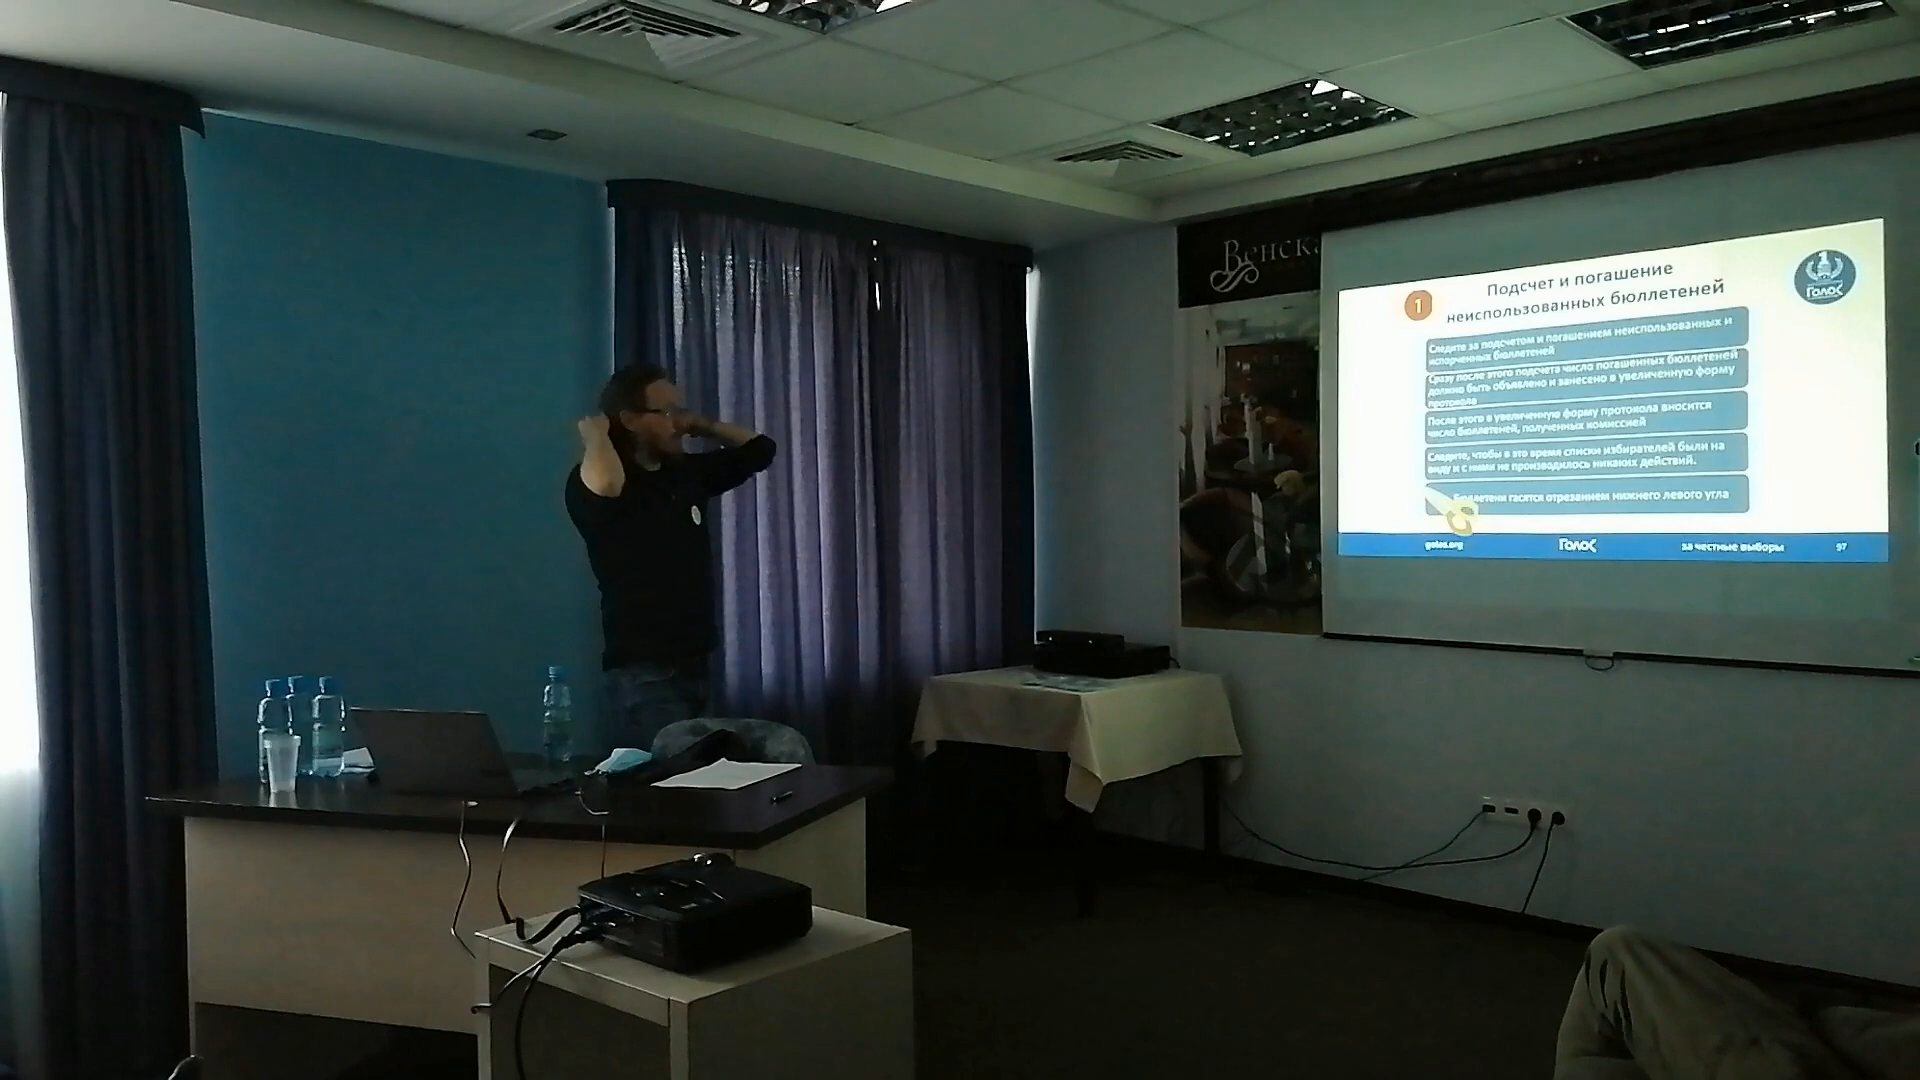 Венска
1
Подсчет и погашение
неиспользованных бюллетеней
Голос
Следите за подсчетом и погашением неиспользованных и
испорченных бюллетеней
Сразу после этого подсчета число погашенных бюллетеней
должно быть объявлено и занесено в увеличенную форму
протокола
После этого в увеличенную форму протокола вносится
число бюллетеней, полученных комиссией
Следите, чтобы в это время списки избирателей были на
виду и с ними не производилось никаких действий.
Бюллетени гасятся отрезанием нижнего левого угла
golos.org
Голос
за честные выборы
97